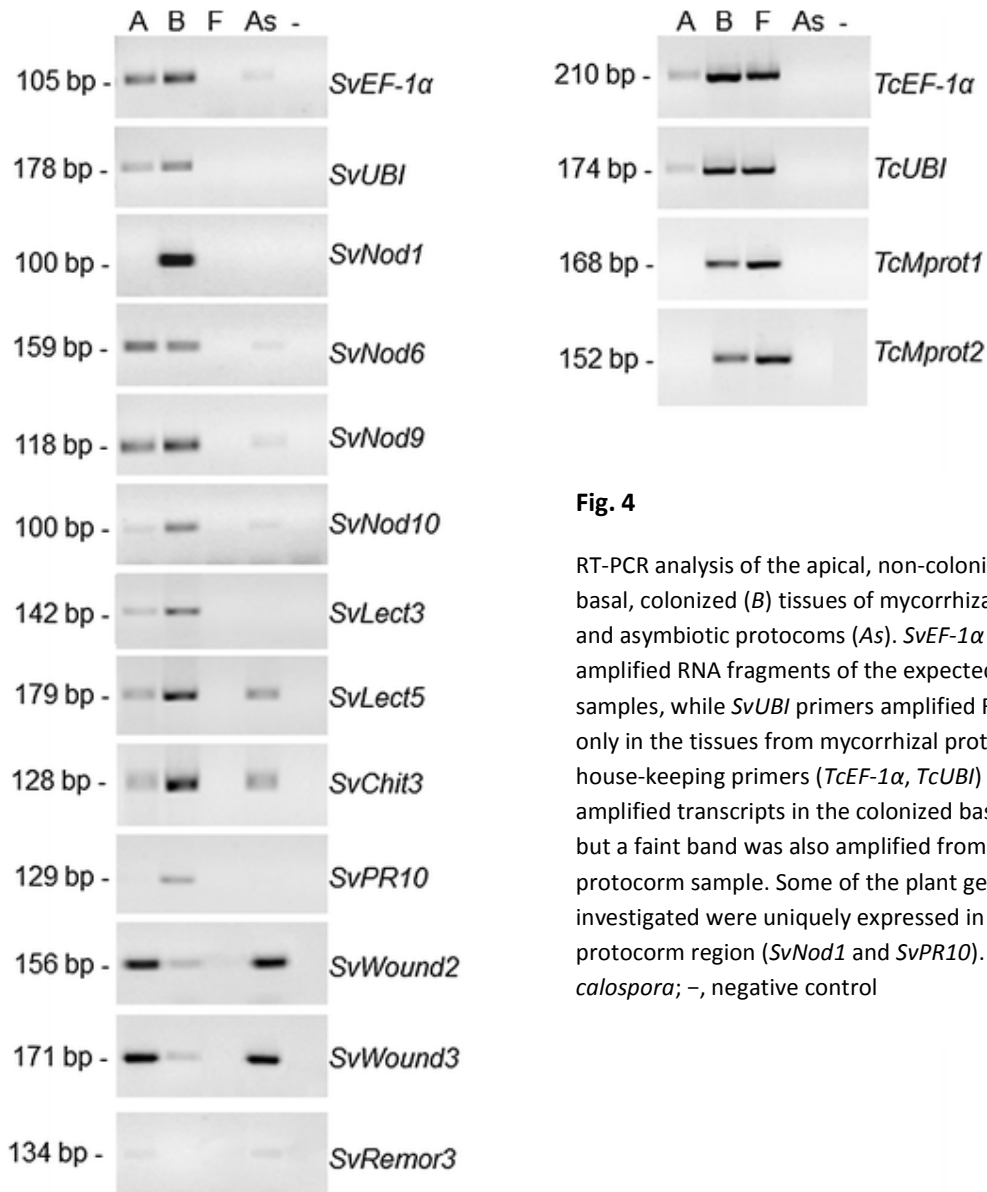 A B F As -
105 bp - SvEF-1α
178 bp - SvUBI
100 bp - SvNod1
159 bp - SvNod6
118 bp - SvNod9
100 bp - SvNod10
142 bp - SvLect3
179 bp - SvLect5
128 bp - SvChit3
129 bp - SvPR10
156 bp - SvWound2
171 bp - SvWound3
134 bp - SvRemor3
A B F As -
210 bp - TcEF-1α
174 bp - TcUBI
168 bp - TcMprot1
152 bp - TcMprot2
Fig. 4
RT-PCR analysis of the apical, non-coloni
basal, colonized (B) tissues of mycorrhiza
and asymbiotic protocoms (As). SvEF-1α
amplified RNA fragments of the expected
samples, while SvUBI primers amplified
only in the tissues from mycorrhizal prot
house-keeping primers (TcEF-1α, TcUBI)
amplified transcripts in the colonized bas
but a faint band was also amplified from
protocorm sample. Some of the plant ge
investigated were uniquely expressed in
protocorm region (SvNod1 and SvPR10).
calospora; −, negative control